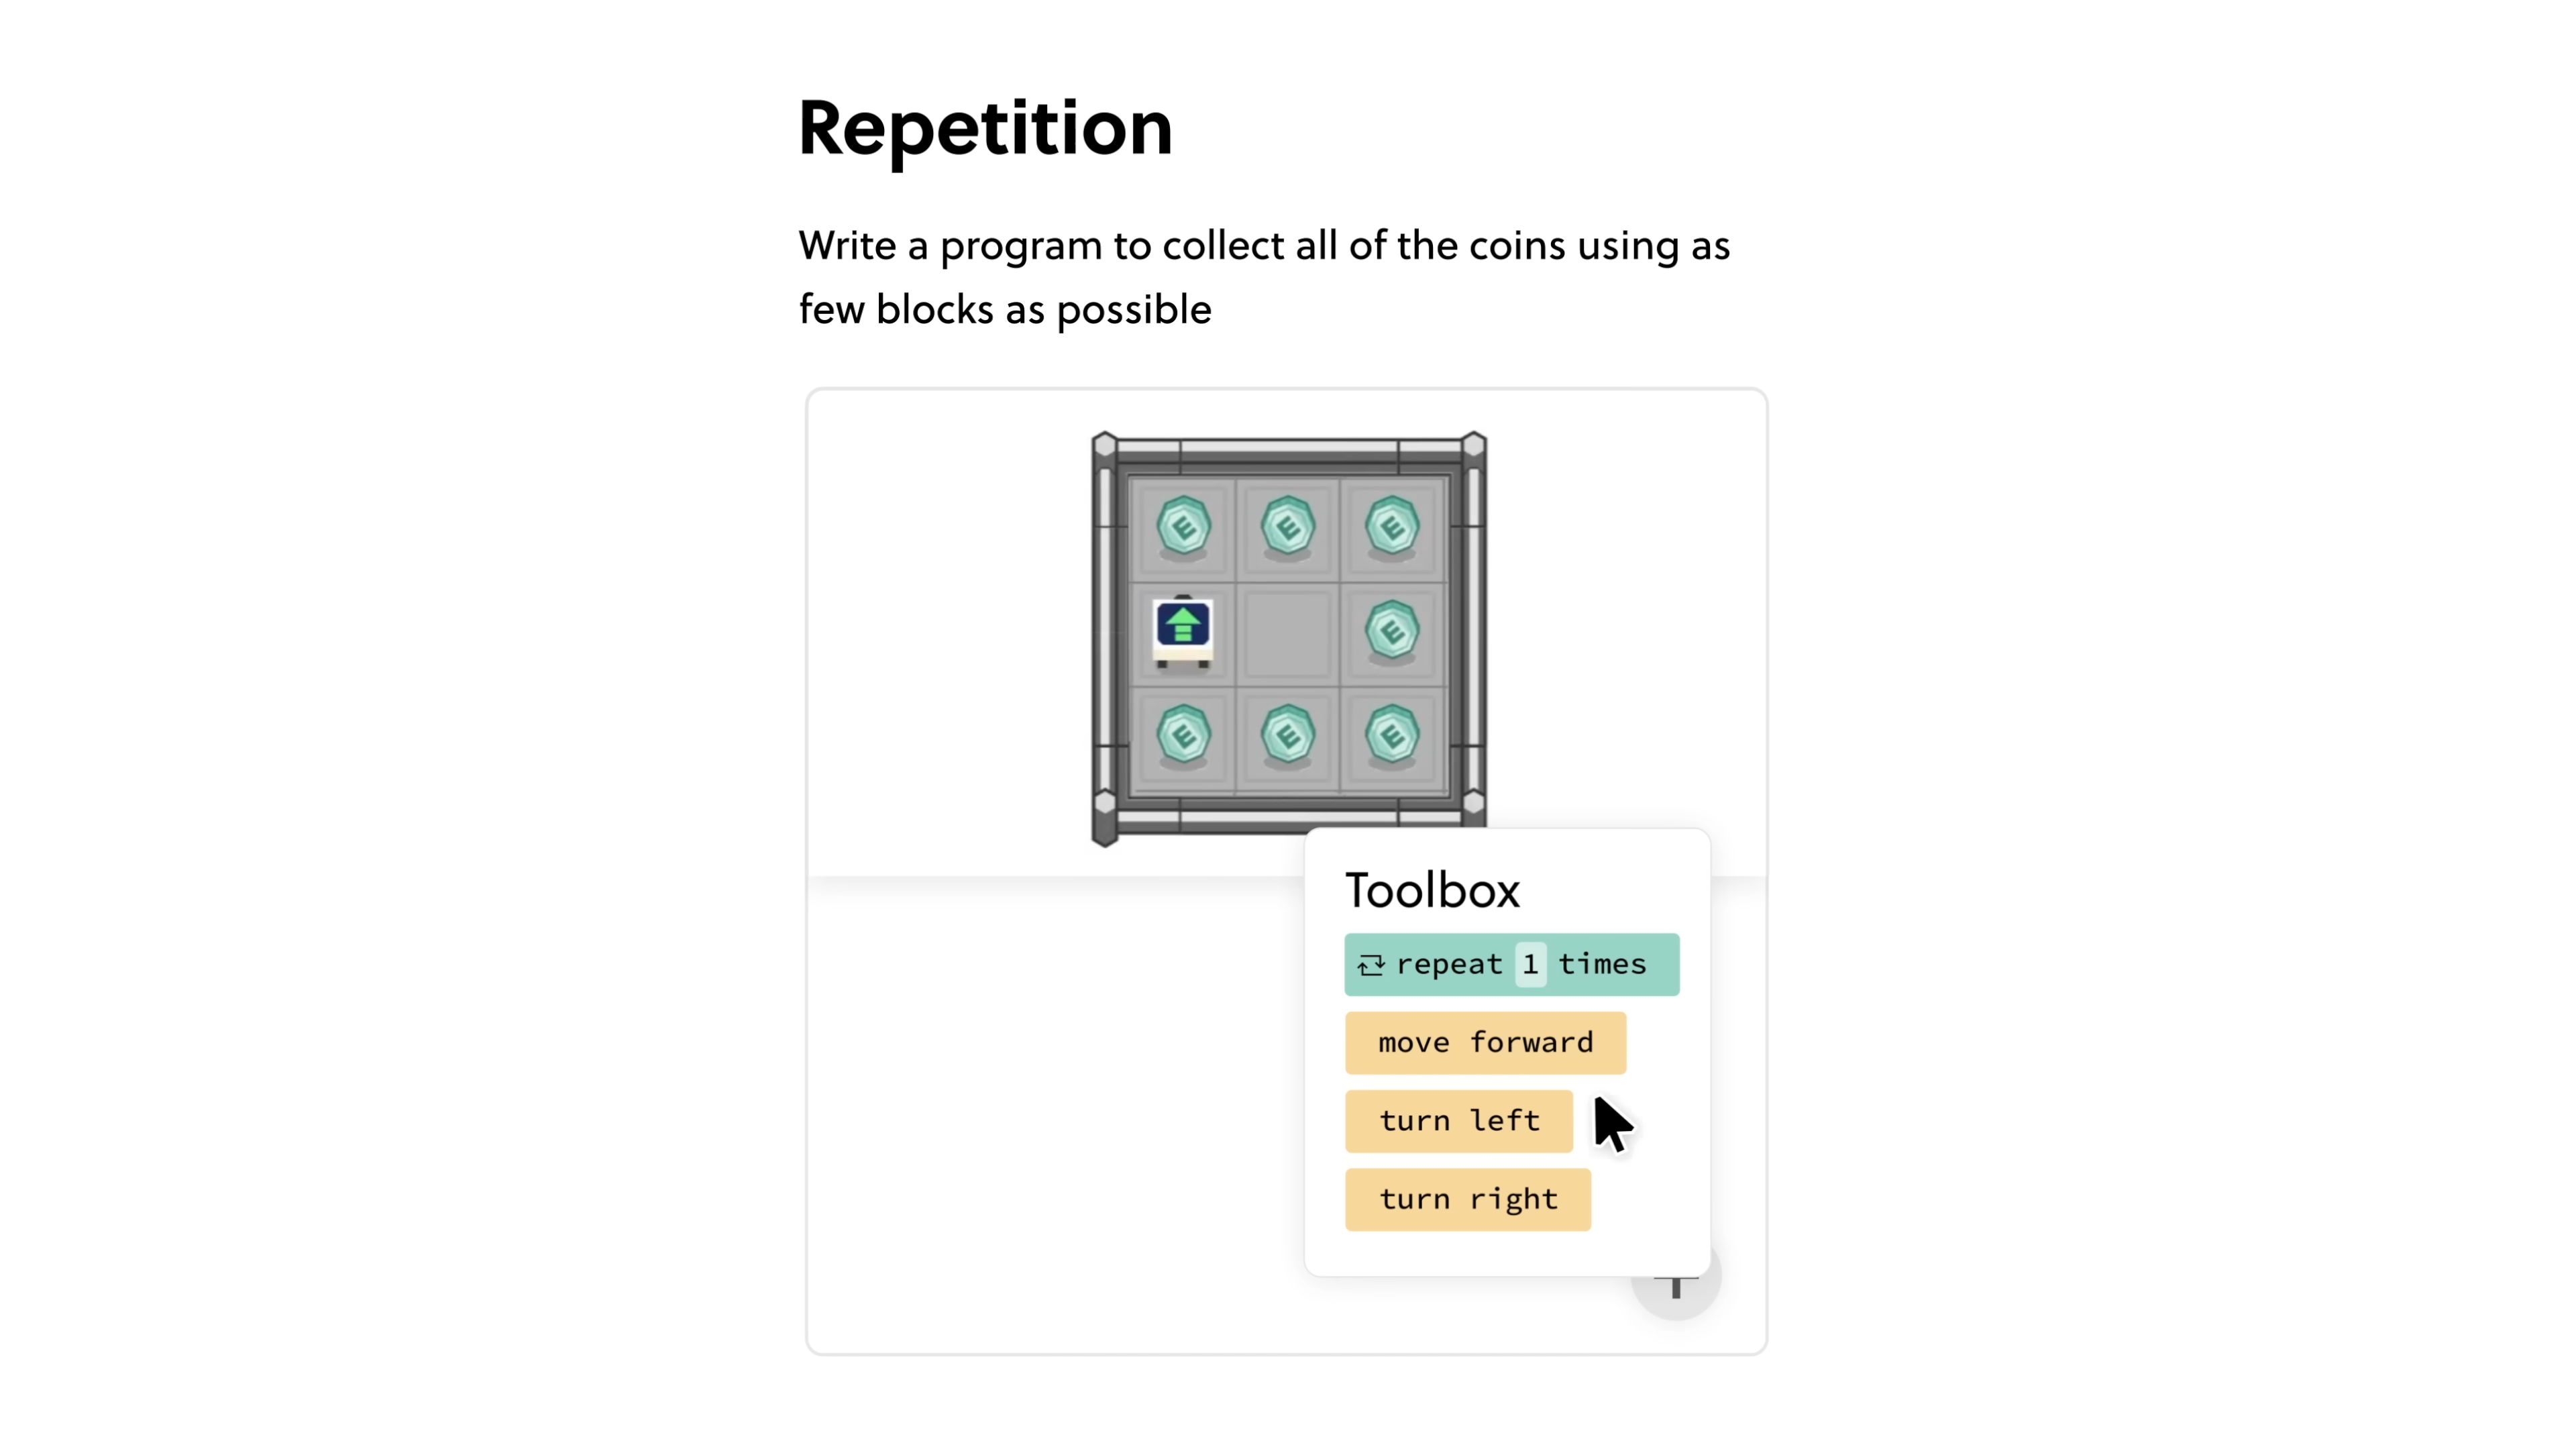 Repetition
Write a program to collect all of the coins using as
few blocks as possible
E E E
E
E E E
Toolbox
repeat 1 times
move forward
turn left
turn right